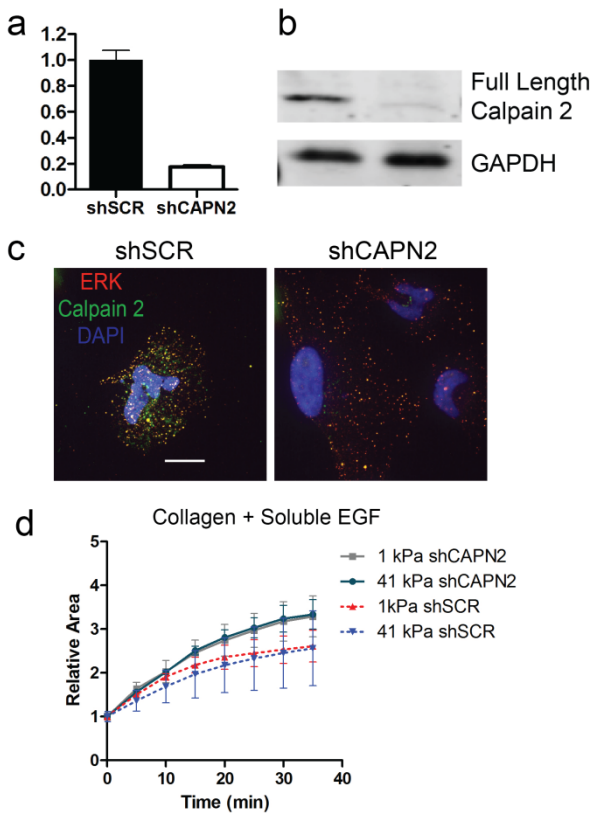 a
1.2
1.0
0.8
0.6
0.4
0.2
0.0
shSCR shCAPN2
b
Full Length
Calpain 2
GAPDH
c
shSCR
shCAPN2
ERK
Calpain 2
DAPI
d
Collagen + Soluble EGF
5
4
3
2
1
0
Relative Area
0 10 20 30 40
Time (min)
1 kPa shCAPN2
41 kPa shCAPN2
1kPa shSCR
41 kPa shSCR